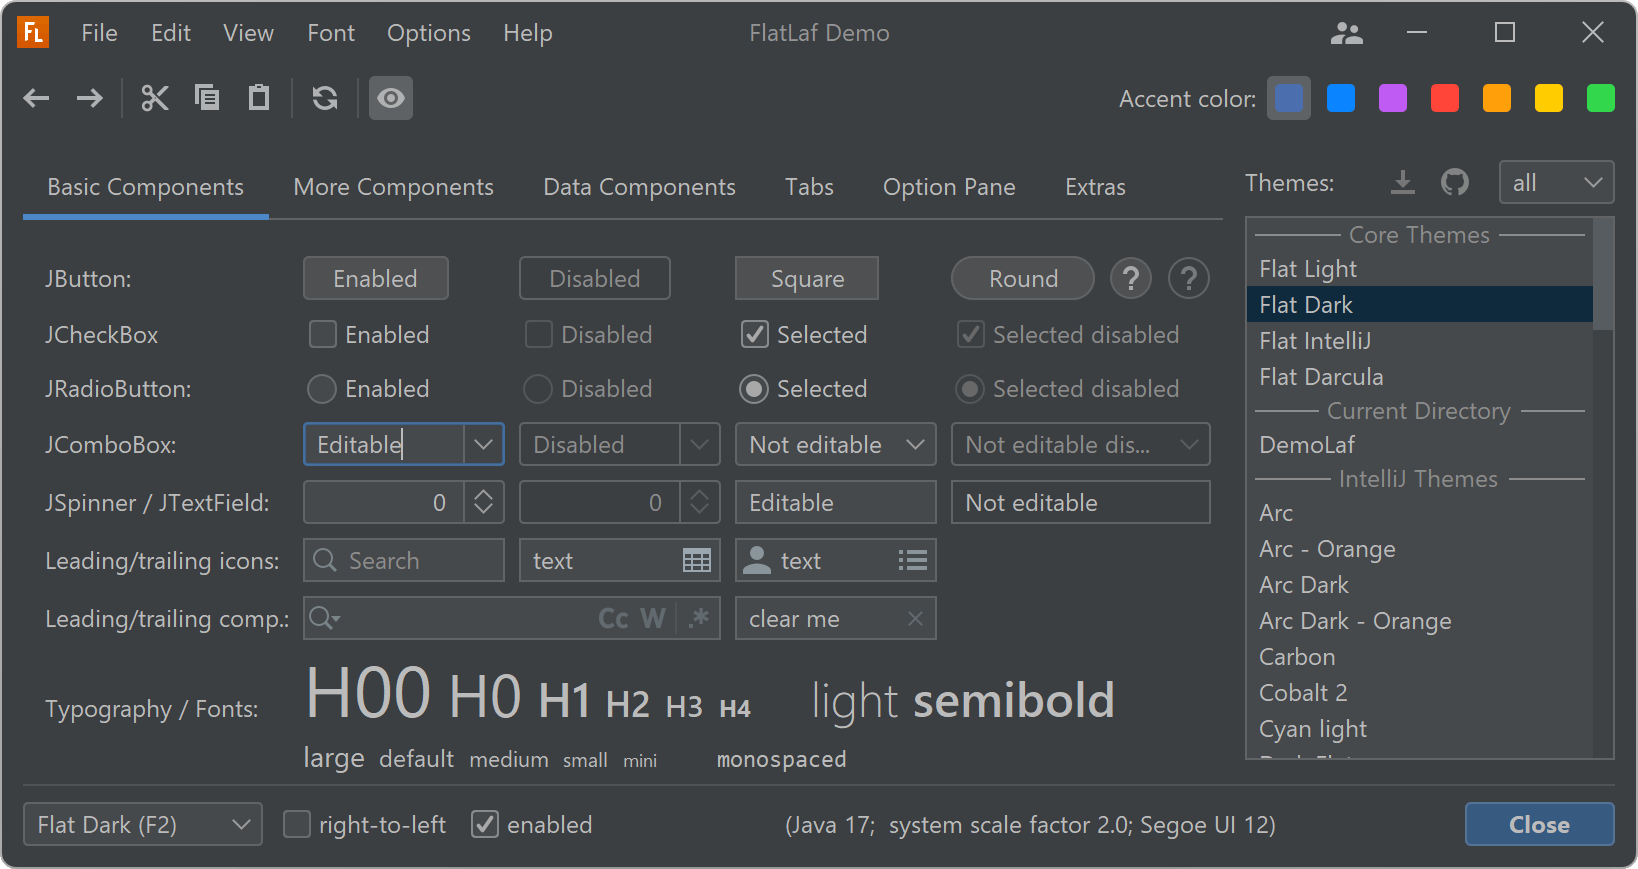 FL File Edit View Font Options Help FlatLaf Demo
Accent color:
Basic Components More Components Data Components Tabs Option Pane Extras
Themes: all
JButton: Enabled Disabled Square Round ? ?
JCheckBox Enabled Disabled Selected Selected disabled
JRadioButton: Enabled Disabled Selected Selected disabled
JComboBox: Editable Disabled Not editable Not editable dis...
JSpinner / JTextField: 0 0 Editable Not editable
Leading/trailing icons: Search text text
Leading/trailing comp.: Cc W .* clear me
Typography / Fonts: H00 H0 H1 H2 H3 H4 light semibold
large default medium small mini monospaced
Core Themes
Flat Light
Flat Dark
Flat IntelliJ
Flat Darcula
Current Directory
DemoLaf
IntelliJ Themes
Arc
Arc - Orange
Arc Dark
Arc Dark - Orange
Carbon
Cobalt 2
Cyan light
Flat Dark (F2) right-to-left enabled (Java 17; system scale factor 2.0; Segoe UI 12) Close